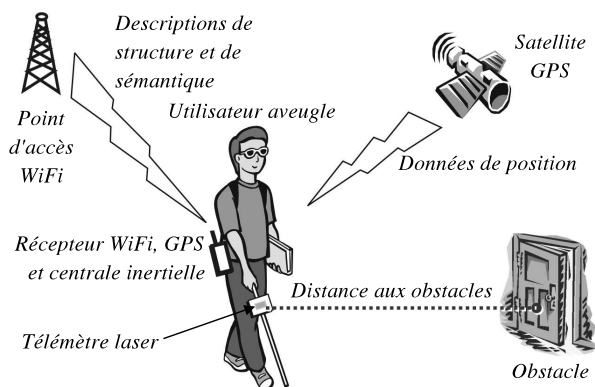 Descriptions de
structure et de
sémantique
Satellite
GPS
Utilisateur aveugle
Point
d'accès
WiFi
Données de position
Récepteur WiFi, GPS
et centrale inertielle
Distance aux obstacles
Télémètre laser
Obstacle